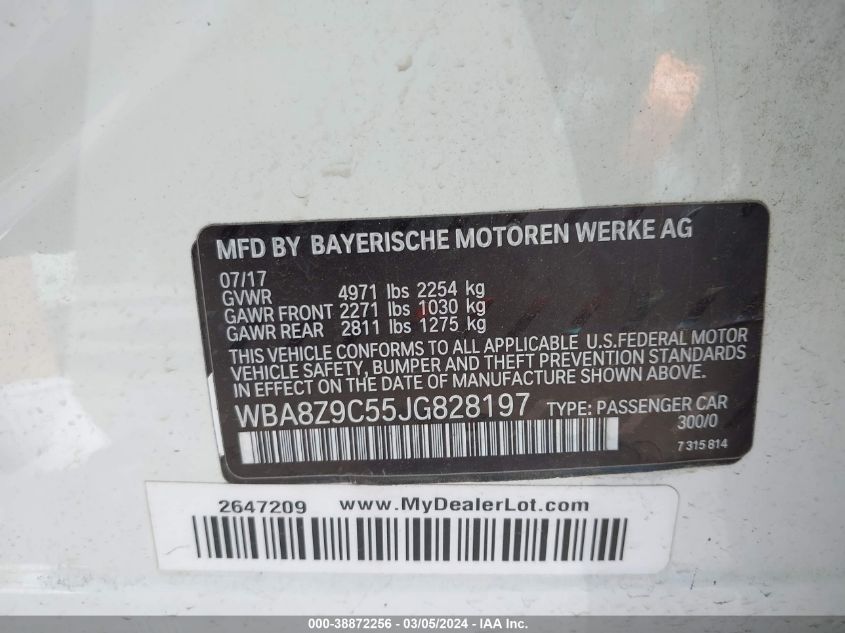 MFD BY BAYERISCHE MOTOREN WERKE AG
07/17
GVWR 4971 lbs 2254 kg
GAWR FRONT 2271 lbs 1030 kg
GAWR REAR 2811 lbs 1275 kg
THIS VEHICLE CONFORMS TO ALL APPLICABLE U.S.FEDERAL MOTOR
VEHICLE SAFETY, BUMPER AND THEFT PREVENTION STANDARDS
IN EFFECT ON THE DATE OF MANUFACTURE SHOWN ABOVE.
WBA8Z9C55JG828197 TYPE: PASSENGER CAR
300/0
7 315 814
2647209 www.MyDealerLot.com
000-38872256 - 03/05/2024 - IAA Inc.